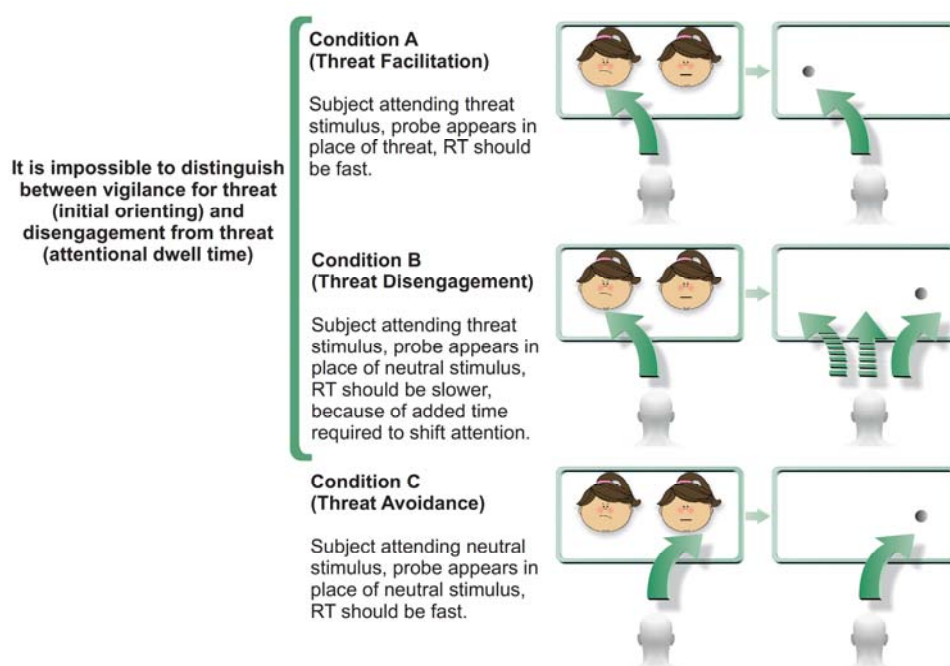 It is impossible to distinguish
between vigilance for threat
(initial orienting) and
disengagement from threat
(attentional dwell time)
Condition A
(Threat Facilitation)
Subject attending threat
stimulus, probe appears in
place of threat, RT should
be fast.
Condition B
(Threat Disengagement)
Subject attending threat
stimulus, probe appears in
place of neutral stimulus,
RT should be slower,
because of added time
required to shift attention.
Condition C
(Threat Avoidance)
Subject attending neutral
stimulus, probe appears in
place of neutral stimulus,
RT should be fast.